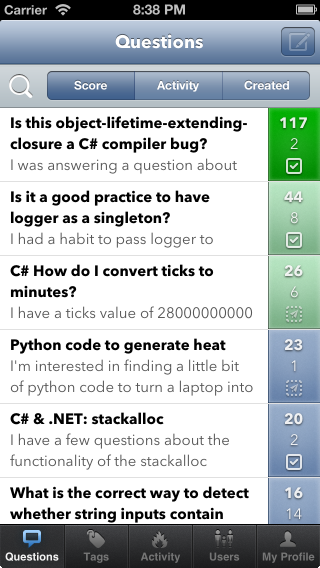 Carrier 8:38 PM
Questions
Score Activity Created
Is this object-lifetime-extending-
closure a C# compiler bug?
I was answering a question about
117
2
Is it a good practice to have
logger as a singleton?
I had a habit to pass logger to
44
8
C# How do I convert ticks to
minutes?
I have a ticks value of 28000000000
26
6
Python code to generate heat
I'm interested in finding a little bit
of python code to turn a laptop into
23
1
C# & .NET: stackalloc
I have a few questions about the
functionality of the stackalloc
20
2
What is the correct way to detect
whether string inputs contain
16
14
Questions Tags Activity Users My Profile